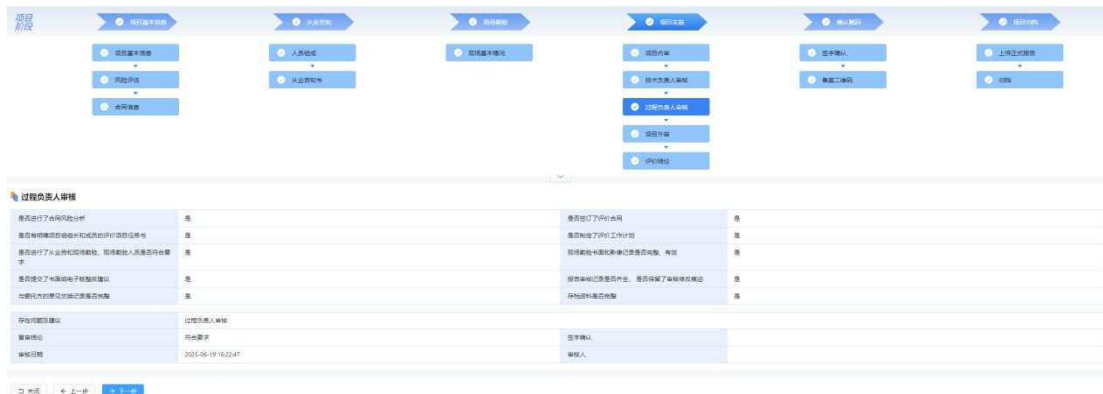 项目
阶段
项目基本信息
从业告知
现场勘验
项目实施
确认赋码
项目归档
项目基本信息
人员组成
现场基本情况
项目内审
签字确认
上传正式报告
风险评估
从业告知书
技术负责人审核
归档
合同信息
过程负责人审核
项目外审
评价结论
过程负责人审核
是否进行了合同风险分析
是
是否签订了评价合同
是
是否有明确项目组组长和成员的评价项目任务书
是
是否制定了评价工作计划
是
是否进行了从业告知现场勘验，现场勘验人员是否符合要
求
是
现场勘验书面和影像记录是否完整、有效
是
是否提交了书面或电子版整改建议
是
报告审核记录是否齐全，是否保留了审核修改痕迹
是
与委托方的意见交换记录是否完整
是
存档资料是否完整
是
存在问题及建议
过程负责人审核
复审结论
符合要求
签字确认
审核日期
2025-06-19 16:22:47
审核人
关闭
上一步
下一步